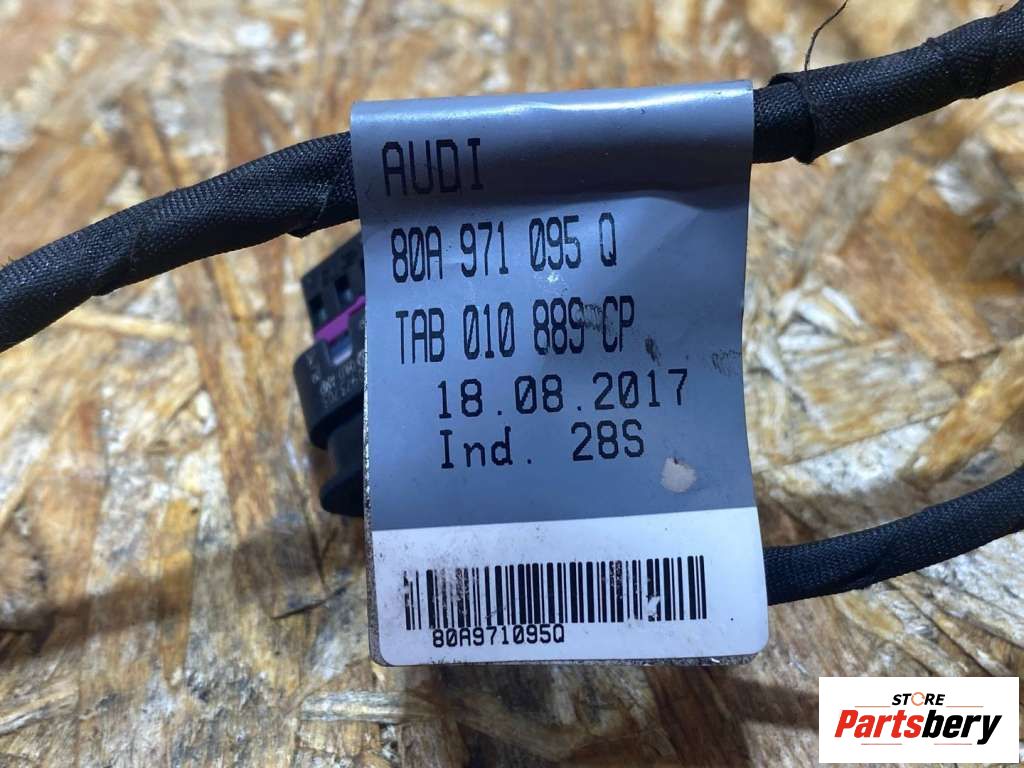 AUDI
80A 971 095 Q
TAB 010 889 CP
18.08.2017
Ind. 28S
80A971095Q
STORE
Partsbery